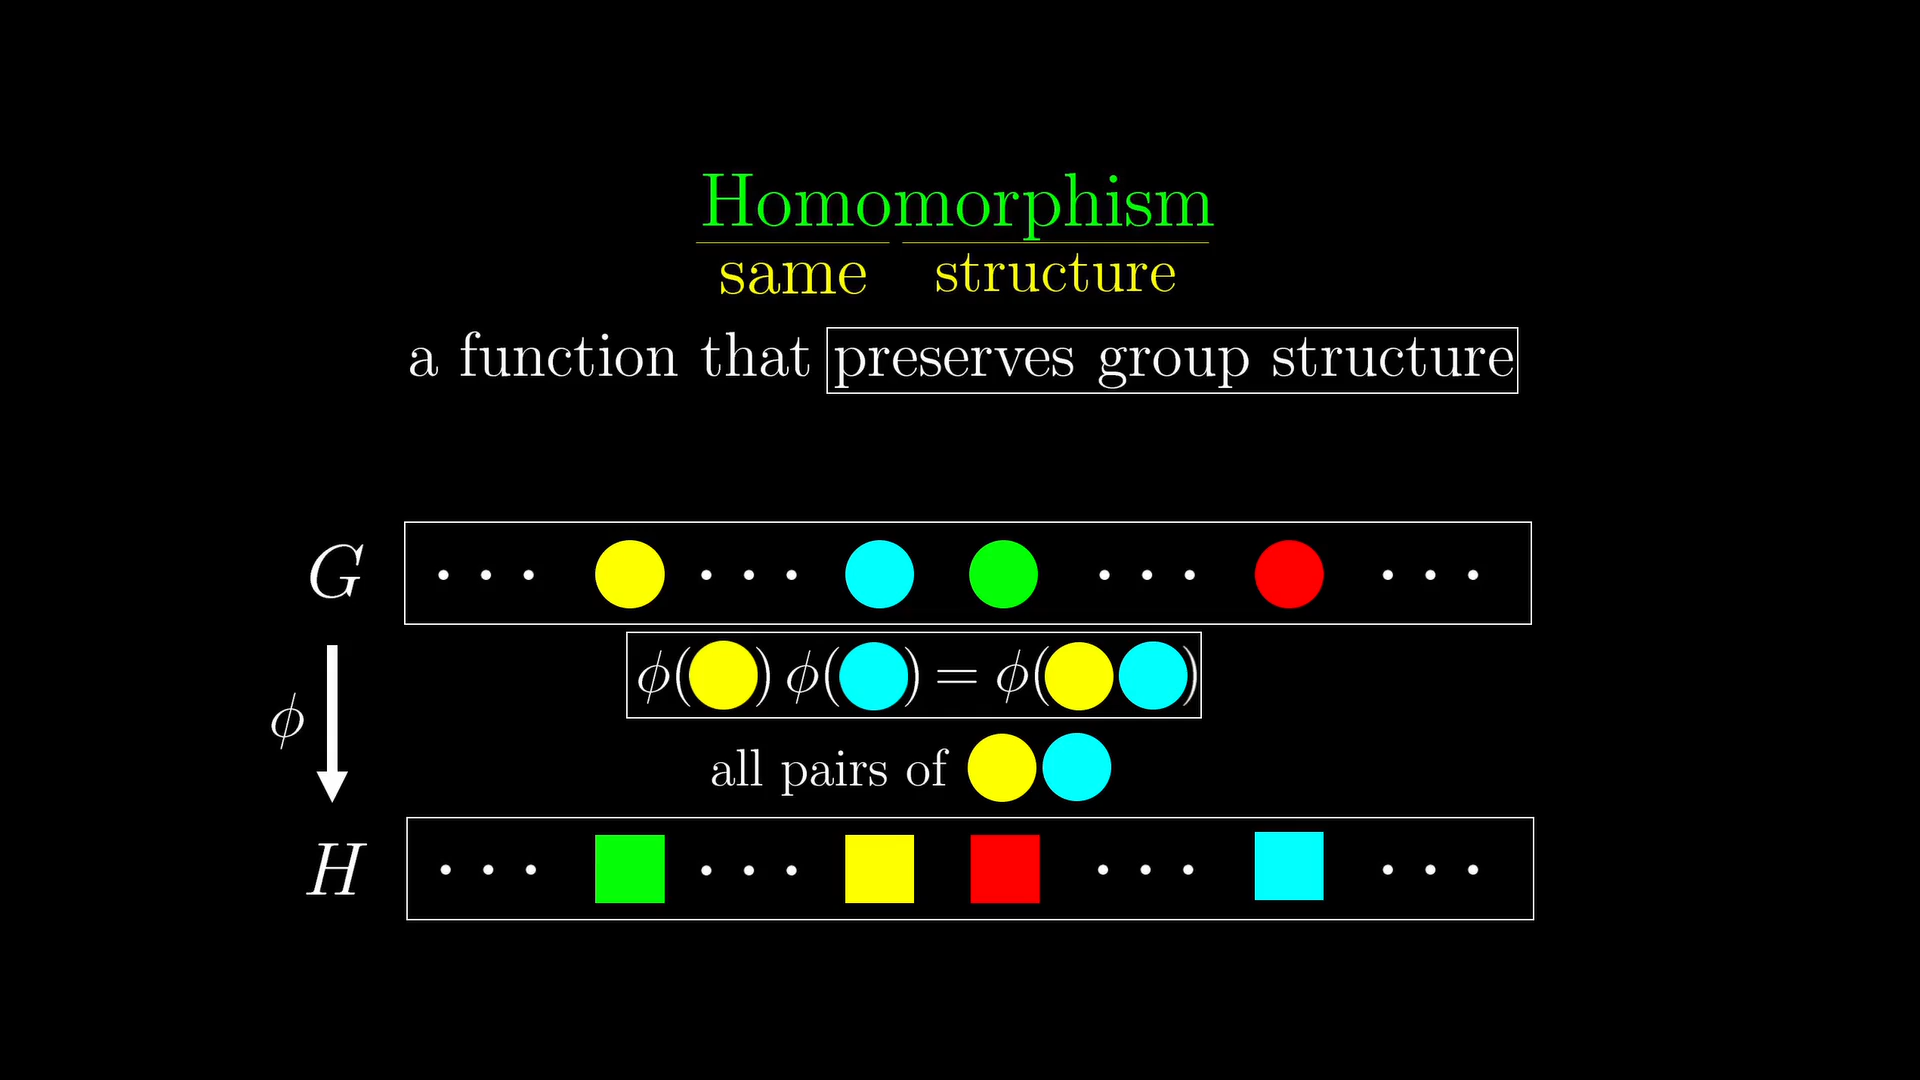 Homomorphism
same structure
a function that preserves group structure
G · · · · · · · · · · · ·
ϕ( ) ϕ( ) = ϕ( )
ϕ
all pairs of
H · · · · · · · · · · · ·